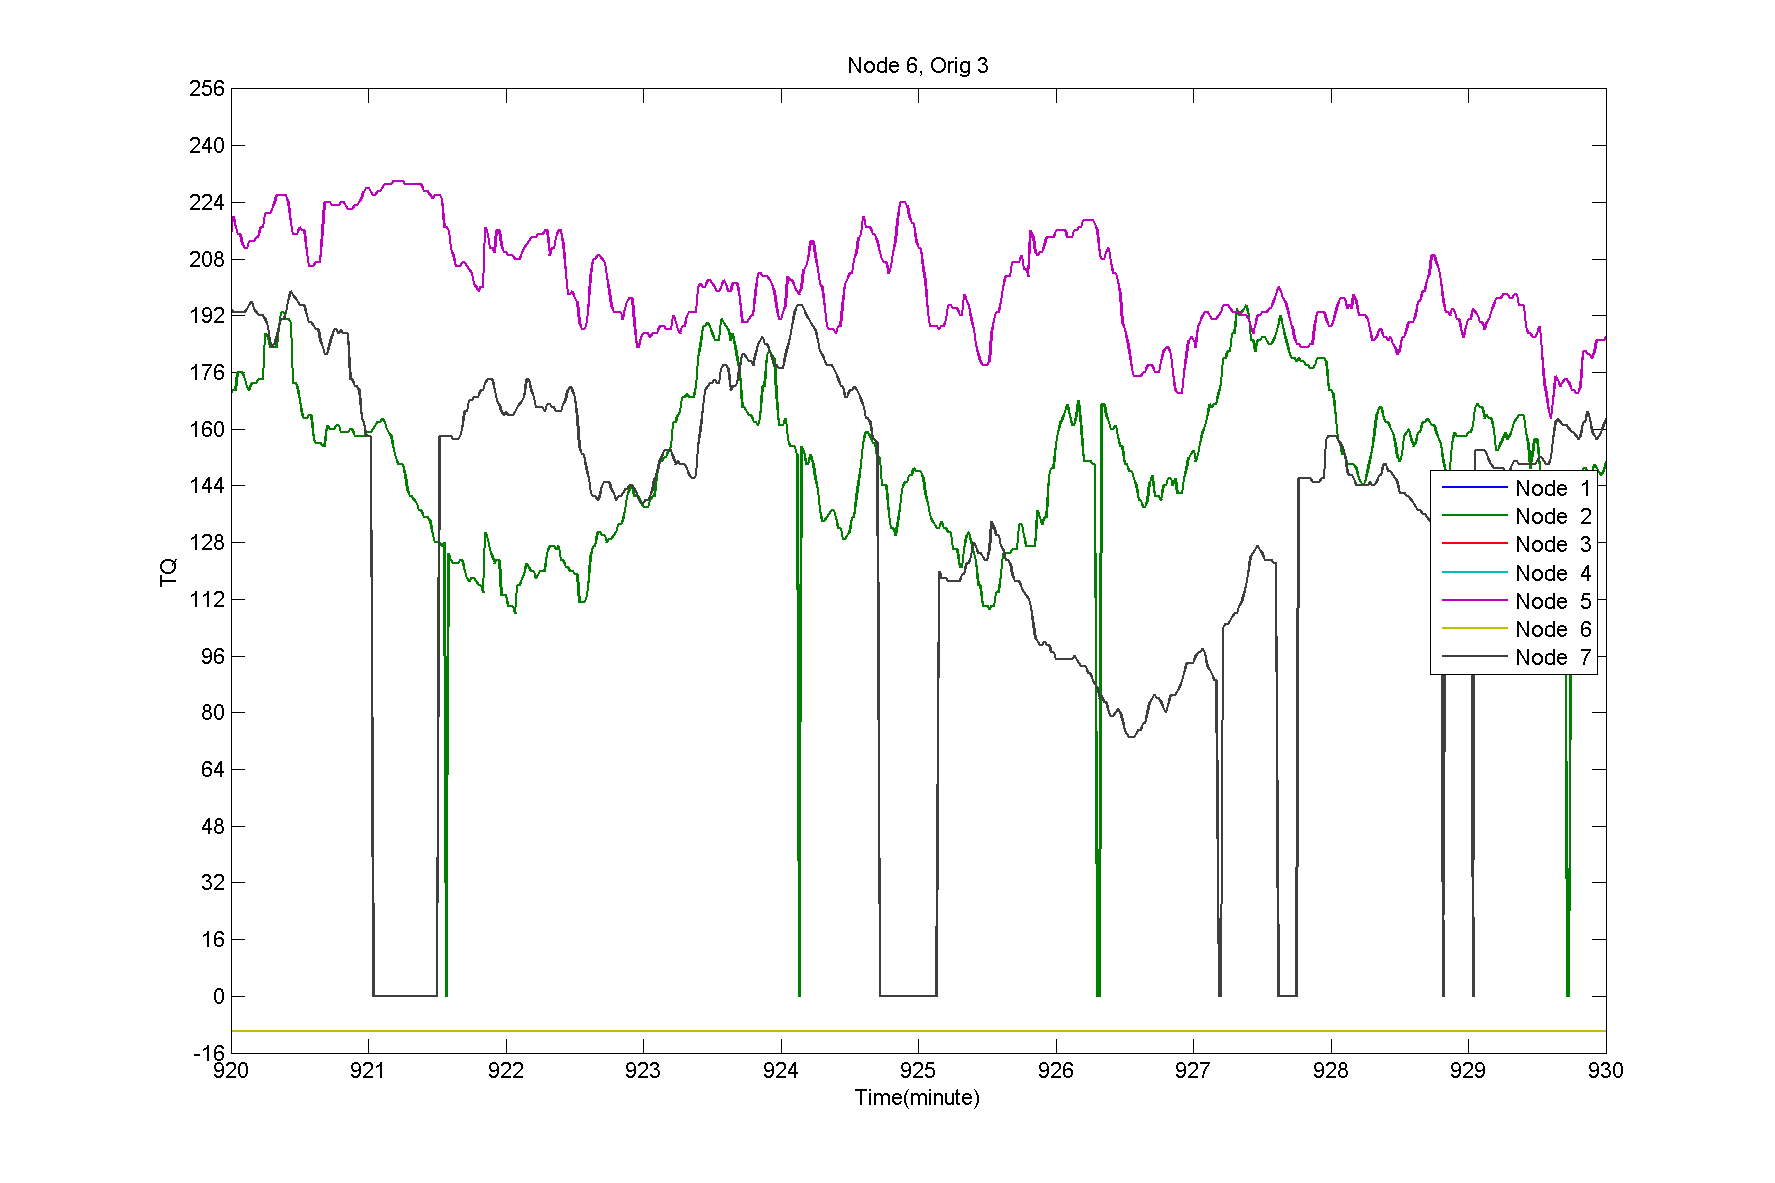 Node 6, Orig 3
256
240
224
208
192
176
160
144
128
112
96
80
64
48
32
16
0
-16
TQ
Node 1
Node 2
Node 3
Node 4
Node 5
Node 6
Node 7
920 921 922 923 924 925 926 927 928 929 930
Time(minute)